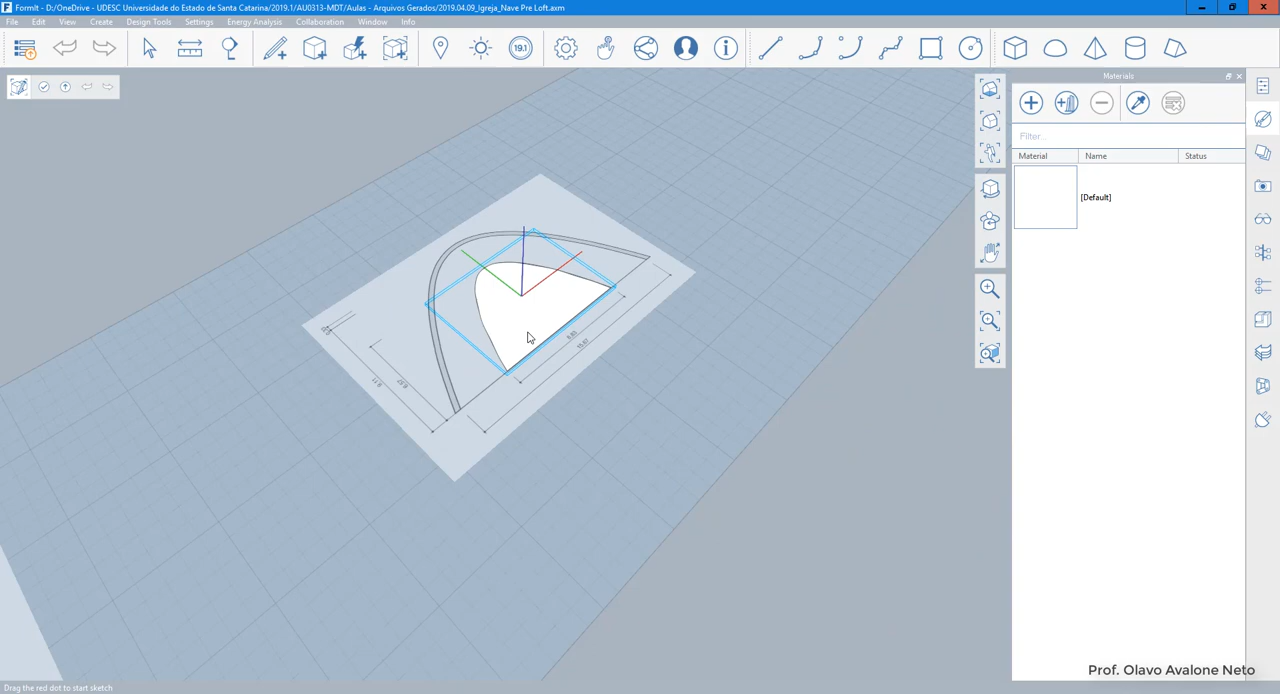 FormIt - D:/OneDrive - UDESC Universidade do Estado de Santa Catarina/2019.1/AU0313-MDT/Aulas - Arquivos Gerados/2019.04.09_Igreja_Nave Pre Loft.axm
File Edit View Create Design Tools Settings Energy Analysis Collaboration Window Info
19.1
Materials
Filter...
Material Name Status
[Default]
Drag the red dot to start sketch
Prof. Olavo Avalone Neto